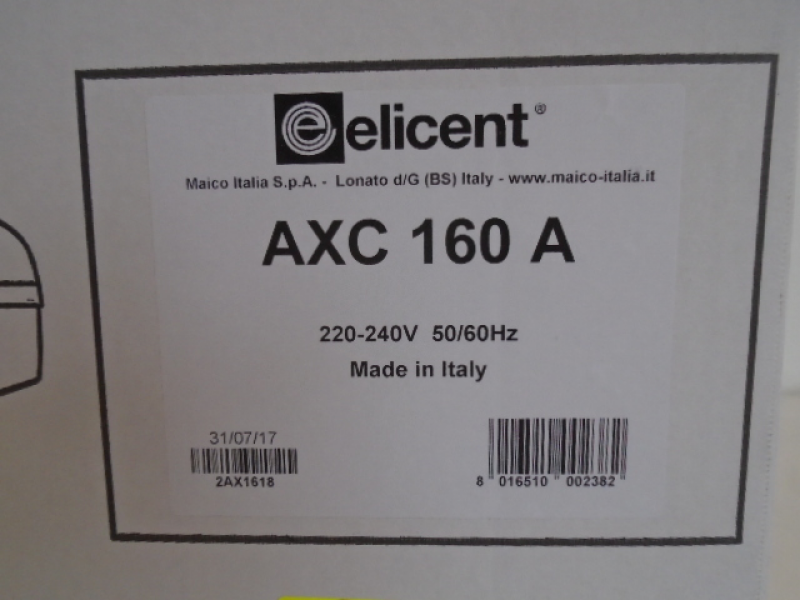 elicent®
Maico Italia S.p.A. - Lonato d/G (BS) Italy - www.maico-italia.it
AXC 160 A
220-240V 50/60Hz
Made in Italy
31/07/17
2AX1618
8 016510 002382